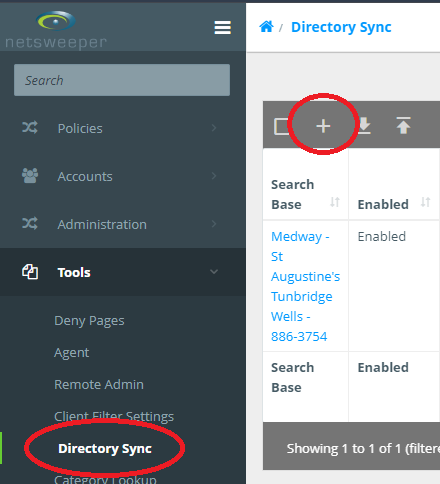 netsweeper
Search
Policies
Accounts
Administration
Tools
Deny Pages
Agent
Remote Admin
Client Filter Settings
Directory Sync
Category Lookup
/ Directory Sync
Search
Base
Enabled
Medway -
St
Augustine's
Tunbridge
Wells -
886-3754
Enabled
Search
Base
Enabled
Showing 1 to 1 of 1 (filtere